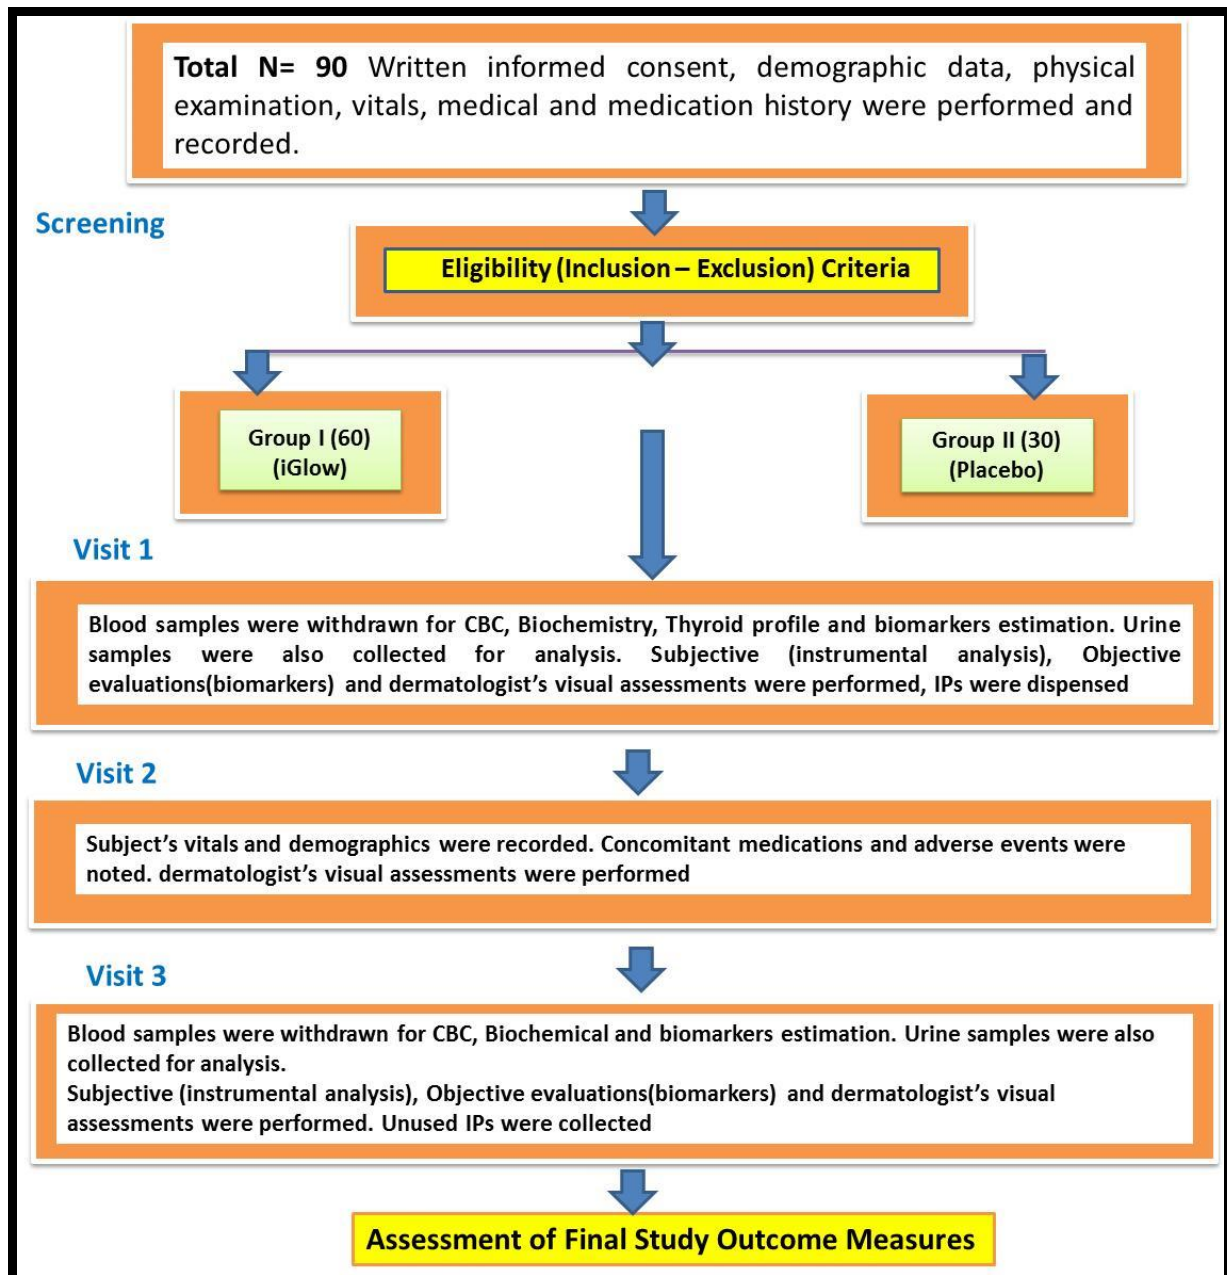 Total N= 90 Written informed consent, demographic data, physical
examination, vitals, medical and medication history were performed and
recorded.
Screening
Eligibility (Inclusion – Exclusion) Criteria
Group I (60)
(iGlow)
Group II (30)
(Placebo)
Visit 1
Blood samples were withdrawn for CBC, Biochemistry, Thyroid profile and biomarkers estimation. Urine
samples were also collected for analysis. Subjective (instrumental analysis), Objective
evaluations(biomarkers) and dermatologist’s visual assessments were performed, IPs were dispensed
Visit 2
Subject’s vitals and demographics were recorded. Concomitant medications and adverse events were
noted. dermatologist’s visual assessments were performed
Visit 3
Blood samples were withdrawn for CBC, Biochemical and biomarkers estimation. Urine samples were also
collected for analysis.
Subjective (instrumental analysis), Objective evaluations(biomarkers) and dermatologist’s visual
assessments were performed. Unused IPs were collected
Assessment of Final Study Outcome Measures